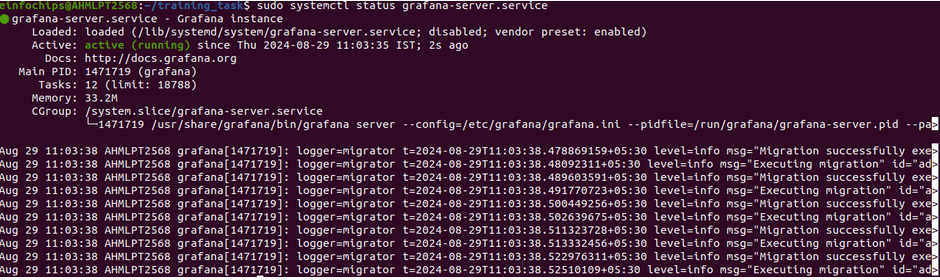 einfochips@AHMLPT2568:~/training_task$ sudo systemctl status grafana-server.service
● grafana-server.service - Grafana instance
Loaded: loaded (/lib/systemd/system/grafana-server.service; disabled; vendor preset: enabled)
Active: active (running) since Thu 2024-08-29 11:03:35 IST; 2s ago
Docs: http://docs.grafana.org
Main PID: 1471719 (grafana)
Tasks: 12 (limit: 18788)
Memory: 33.2M
CGroup: /system.slice/grafana-server.service
└─1471719 /usr/share/grafana/bin/grafana server --config=/etc/grafana/grafana.ini --pidfile=/run/grafana/grafana-server.pid --pa>
Aug 29 11:03:38 AHMLPT2568 grafana[1471719]: logger=migrator t=2024-08-29T11:03:38.478869159+05:30 level=info msg="Migration successfully exe>
Aug 29 11:03:38 AHMLPT2568 grafana[1471719]: logger=migrator t=2024-08-29T11:03:38.48092311+05:30 level=info msg="Executing migration" id="a>
Aug 29 11:03:38 AHMLPT2568 grafana[1471719]: logger=migrator t=2024-08-29T11:03:38.489603591+05:30 level=info msg="Migration successfully exe>
Aug 29 11:03:38 AHMLPT2568 grafana[1471719]: logger=migrator t=2024-08-29T11:03:38.491770723+05:30 level=info msg="Executing migration" id="a>
Aug 29 11:03:38 AHMLPT2568 grafana[1471719]: logger=migrator t=2024-08-29T11:03:38.500449256+05:30 level=info msg="Migration successfully exe>
Aug 29 11:03:38 AHMLPT2568 grafana[1471719]: logger=migrator t=2024-08-29T11:03:38.502639675+05:30 level=info msg="Executing migration" id="a>
Aug 29 11:03:38 AHMLPT2568 grafana[1471719]: logger=migrator t=2024-08-29T11:03:38.511323728+05:30 level=info msg="Migration successfully exe>
Aug 29 11:03:38 AHMLPT2568 grafana[1471719]: logger=migrator t=2024-08-29T11:03:38.513332456+05:30 level=info msg="Executing migration" id="a>
Aug 29 11:03:38 AHMLPT2568 grafana[1471719]: logger=migrator t=2024-08-29T11:03:38.522976311+05:30 level=info msg="Migration successfully exe>
Aug 29 11:03:38 AHMLPT2568 grafana[1471719]: logger=migrator t=2024-08-29T11:03:38.52510109+05:30 level=info msg="Executing migration" id="ad>